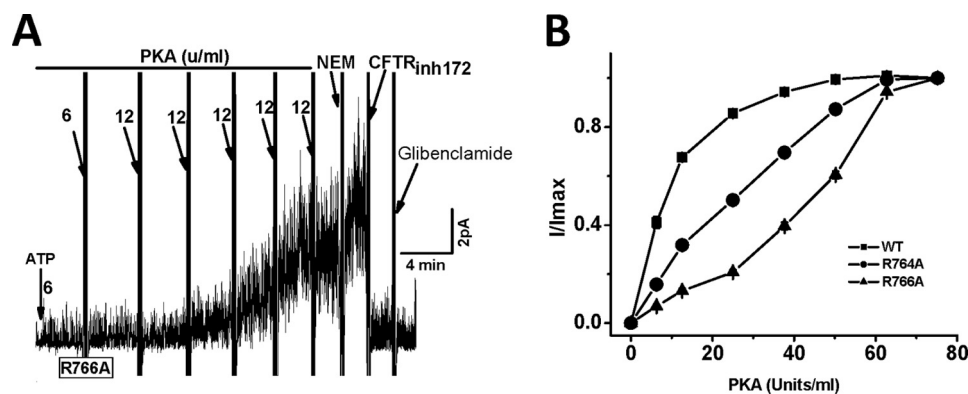 A
PKA (u/ml)
NEM
CFTRinh172
6
12
12
12
12
12
Glibenclamide
2pA
4 min
ATP
6
R766A
B
I/Imax
0.8
0.4
0.0
WT
R764A
R766A
0
20
40
60
80
PKA (Units/ml)